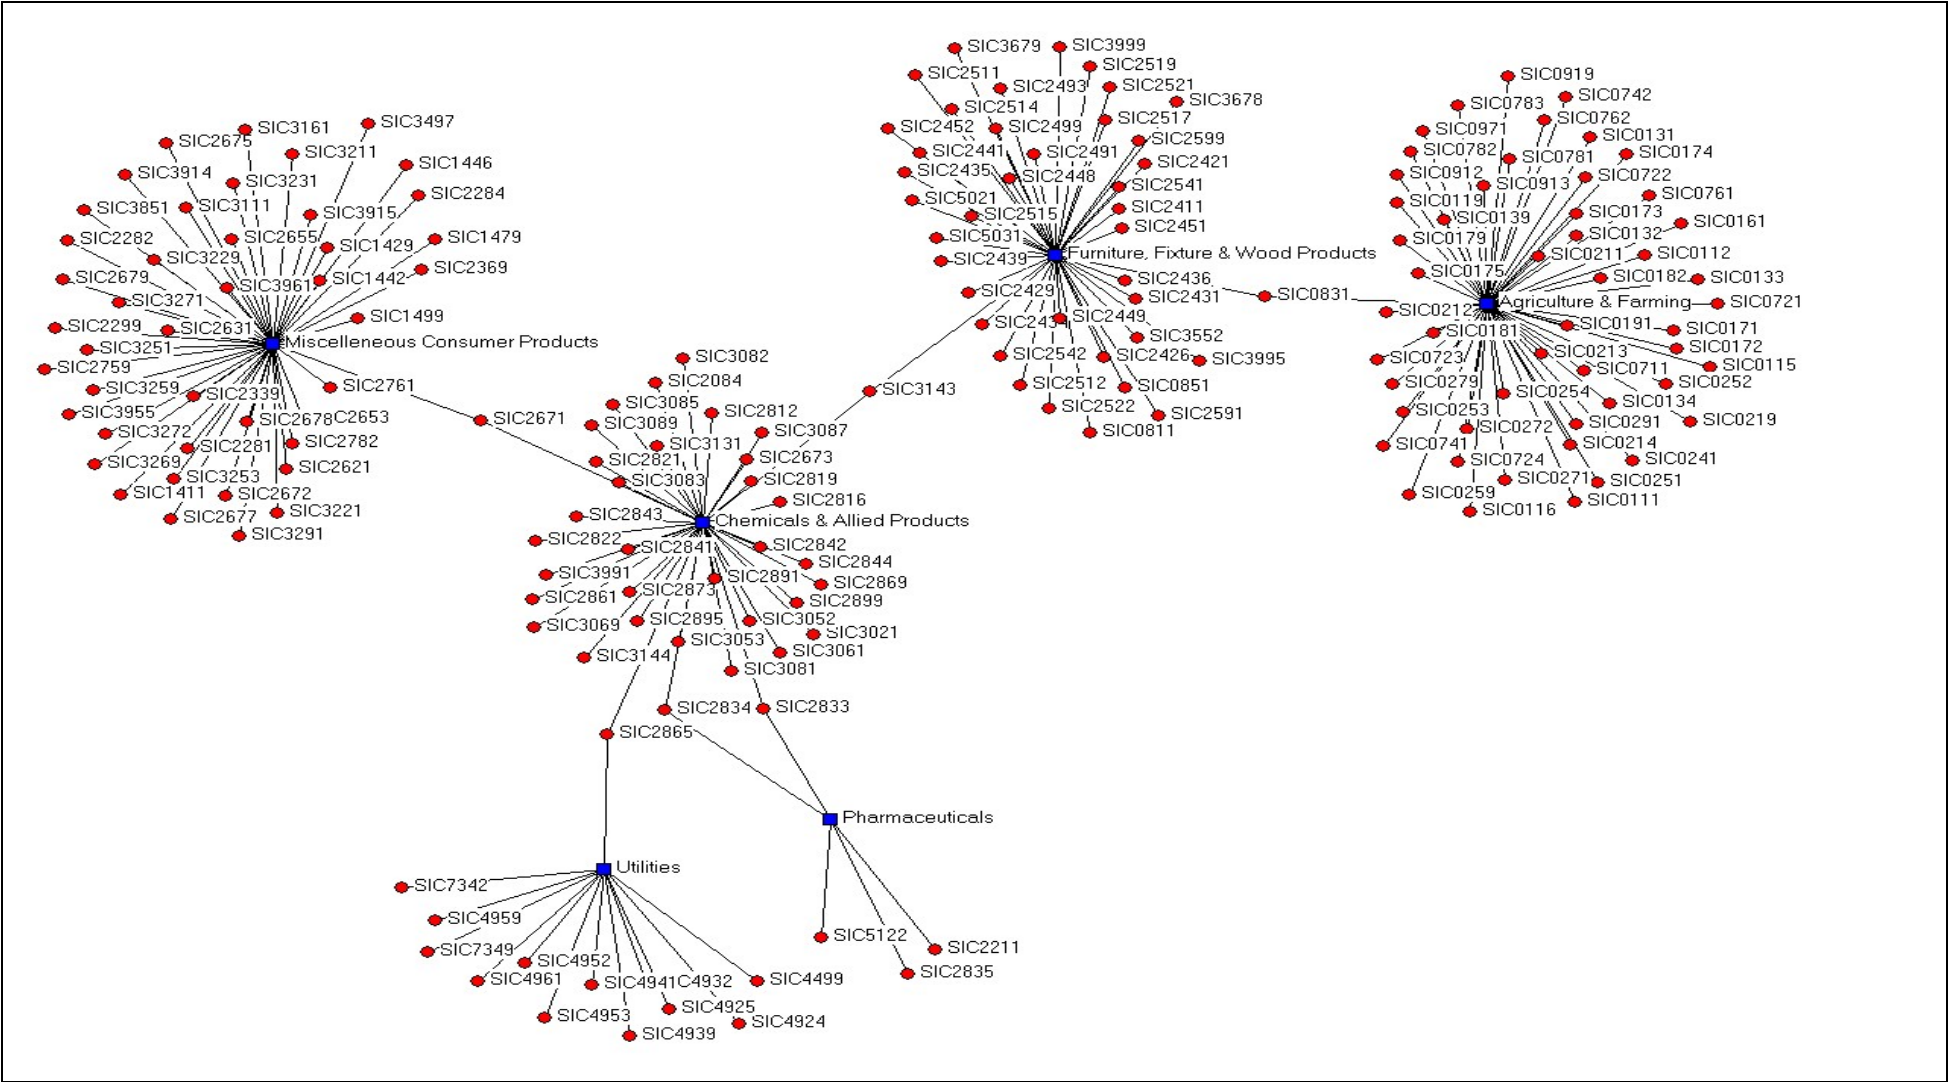 SIC3679
SIC3999
SIC2511
SIC2519
SIC2493
SIC2521
SIC2514
SIC3678
SIC2452
SIC2499
SIC2517
SIC2599
SIC2441
SIC2491
SIC2421
SIC2435
SIC2448
SIC2541
SIC5021
SIC2515
SIC2411
SIC2451
SIC5031
SIC2439
Furniture, Fixture & Wood Products
SIC2436
SIC2429
SIC2431
SIC0831
SIC2449
SIC3552
SIC2542
SIC2426
SIC3995
SIC2512
SIC0851
SIC3143
SIC2522
SIC2591
SIC0811
SIC0919
SIC0783
SIC0742
SIC0971
SIC0762
SIC0131
SIC0782
SIC0781
SIC0174
SIC0912
SIC0913
SIC0722
SIC0119
SIC0761
SIC0139
SIC0173
SIC0161
SIC0179
SIC0132
SIC0211
SIC0112
SIC0175
SIC0182
SIC0133
SIC0212
Agriculture & Farming
SIC0721
SIC0181
SIC0191
SIC0171
SIC0172
SIC0723
SIC0213
SIC0711
SIC0115
SIC0279
SIC0254
SIC0252
SIC0253
SIC0134
SIC0272
SIC0291
SIC0219
SIC0741
SIC0214
SIC0724
SIC0241
SIC0259
SIC0271
SIC0251
SIC0116
SIC0111
SIC3161
SIC3497
SIC2675
SIC3211
SIC3914
SIC1446
SIC3231
SIC3851
SIC3111
SIC3915
SIC2284
SIC2282
SIC2655
SIC1429
SIC1479
SIC3229
SIC2679
SIC3961
SIC1442
SIC2369
SIC3271
SIC1499
SIC2299
SIC2631
SIC3251
Miscelleneous Consumer Products
SIC2759
SIC3259
SIC2339
SIC2761
SIC3955
SIC2678
C2653
SIC2671
SIC3272
SIC2281
SIC2782
SIC3269
SIC3253
SIC2621
SIC1411
SIC2672
SIC2677
SIC3221
SIC3291
SIC3082
SIC2084
SIC3085
SIC2812
SIC3089
SIC3131
SIC3087
SIC2821
SIC2673
SIC3083
SIC2819
SIC2816
SIC2843
Chemicals & Allied Products
SIC2822
SIC2841
SIC2842
SIC2844
SIC3991
SIC2891
SIC2869
SIC2861
SIC2873
SIC2899
SIC3069
SIC2895
SIC3052
SIC3021
SIC3144
SIC3053
SIC3061
SIC3081
SIC2834
SIC2833
SIC2865
Pharmaceuticals
Utilities
SIC7342
SIC4959
SIC7349
SIC4952
SIC4961
SIC4941
C4932
SIC4499
SIC4953
SIC4925
SIC4924
SIC4939
SIC5122
SIC2211
SIC2835